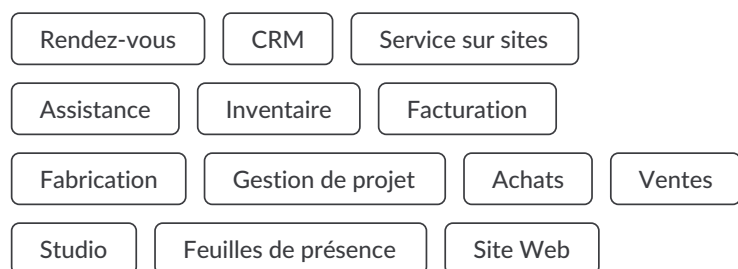 Rendez-vous CRM Service sur sites
Assistance Inventaire Facturation
Fabrication Gestion de projet Achats Ventes
Studio Feuilles de présence Site Web